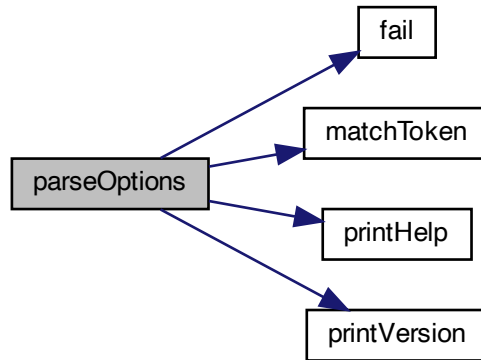 fail
matchToken
parseOptions
printHelp
printVersion